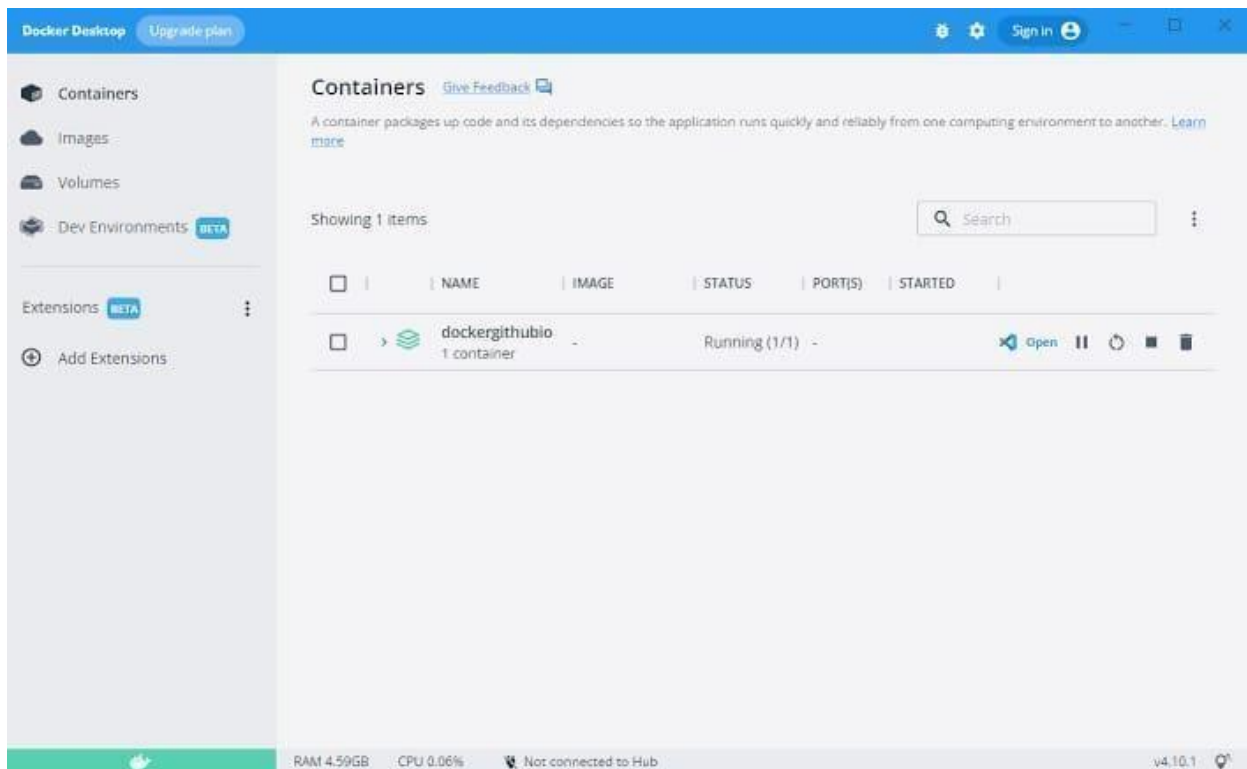 Docker Desktop Upgrade plan Sign in
Containers
Images
Volumes
Dev Environments BETA
Extensions BETA
Add Extensions
Containers Give Feedback
A container packages up code and its dependencies so the application runs quickly and reliably from one computing environment to another. Learn
more
Showing 1 items Search
NAME IMAGE STATUS PORT(S) STARTED
dockergithubio - Running (1/1) - Open
1 container
RAM 4.59GB CPU 0.06% Not connected to Hub v4.10.1